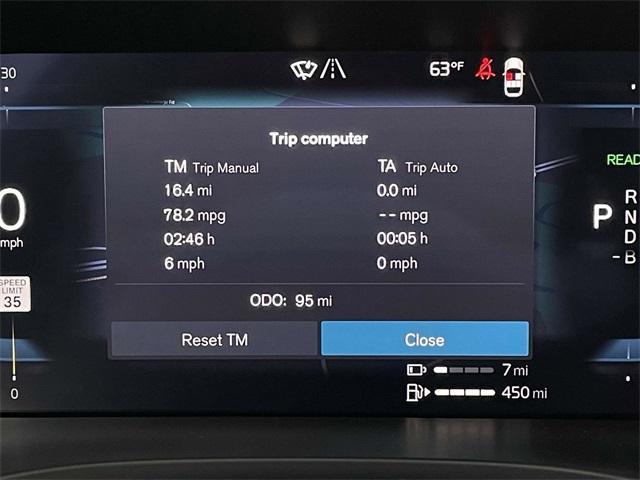 30
63°F
Trip computer
TM Trip Manual
TA Trip Auto
16.4 mi
0.0 mi
78.2 mpg
-- mpg
02:46 h
00:05 h
6 mph
0 mph
ODO: 95 mi
Reset TM
Close
0
mph
SPEED
LIMIT
35
0
READ
P
R
N
D
- B
7 mi
450 mi